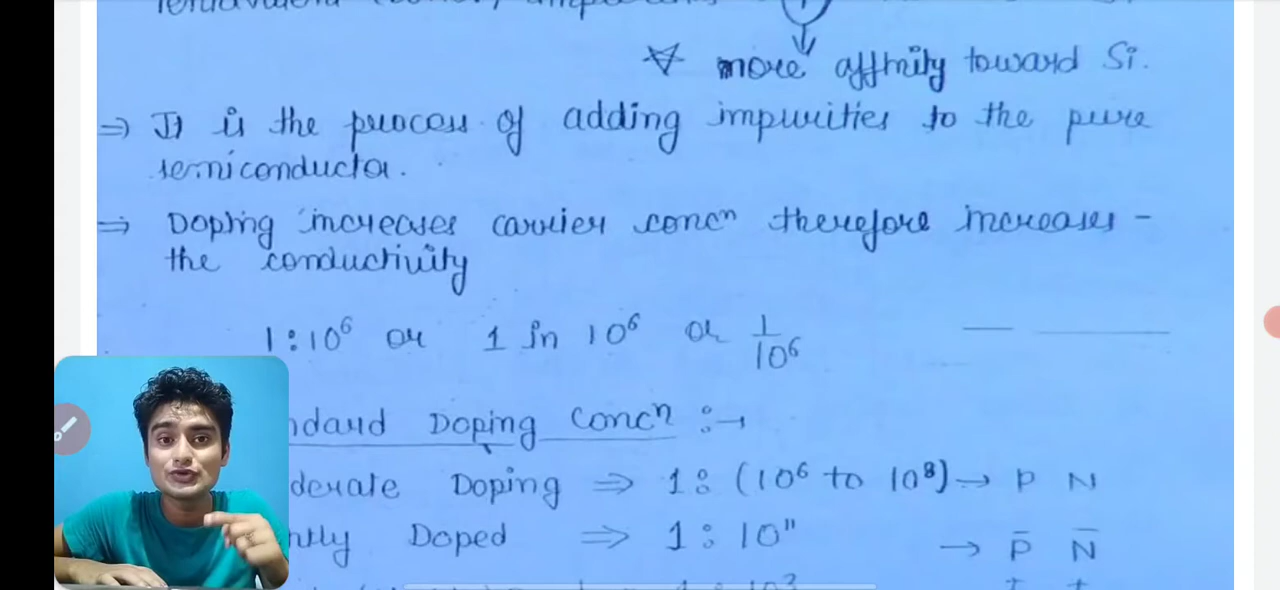 ∀ more affinity toward Si.
⇒ It is the process of adding impurities to the pure
semiconductor.
⇒ Doping increases carrier concⁿ therefore increases -
the conductivity
1:10⁶ or 1 in 10⁶ or 1/10⁶
ndard Doping Concⁿ :→
derate Doping ⇒ 1: (10⁶ to 10⁸) → P N
htly Doped ⇒ 1: 10¹¹ → P̄ N̄